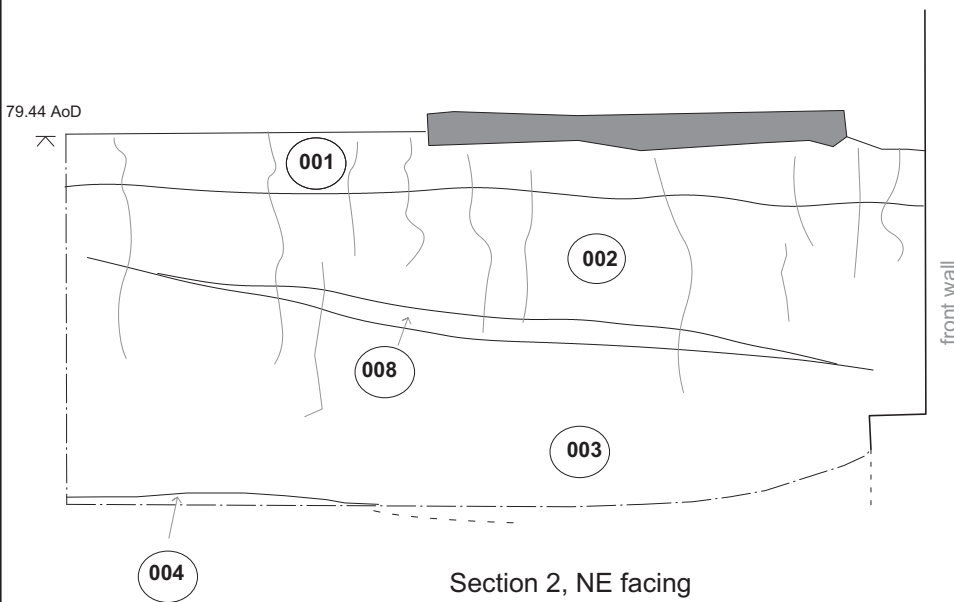 79.44 AoD
001
002
008
003
004
front wall
Section 2, NE facing